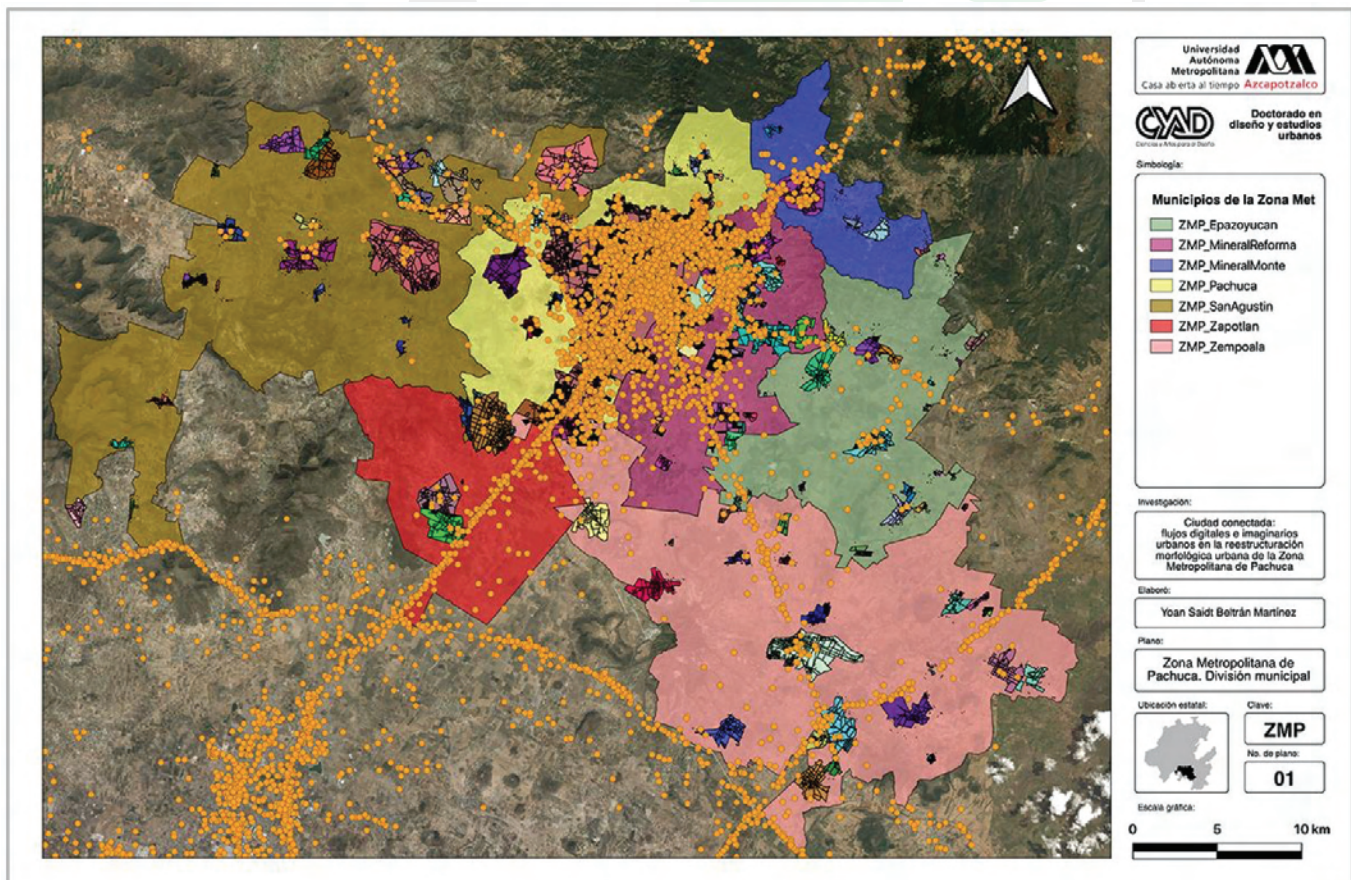 Universidad
Autónoma
Metropolitana
Casa abierta al tiempo Azcapotzalco
CYAD
Ciencias y Artes para el Diseño
Doctorado en
diseño y estudios
urbanos
Simbología:
Municipios de la Zona Met
ZMP_Epazoyucan
ZMP_MineralReforma
ZMP_MineralMonte
ZMP_Pachuca
ZMP_SanAgustin
ZMP_Zapotlan
ZMP_Zempoala
Investigación:
Ciudad conectada:
flujos digitales e imaginarios
urbanos en la reestructuración
morfológica urbana de la Zona
Metropolitana de Pachuca
Elaboró:
Yoan Saidt Beltrán Martínez
Plano:
Zona Metropolitana de
Pachuca. División municipal
Ubicación estatal:
Clave:
ZMP
No. de plano:
01
Escala gráfica:
0 5 10 km